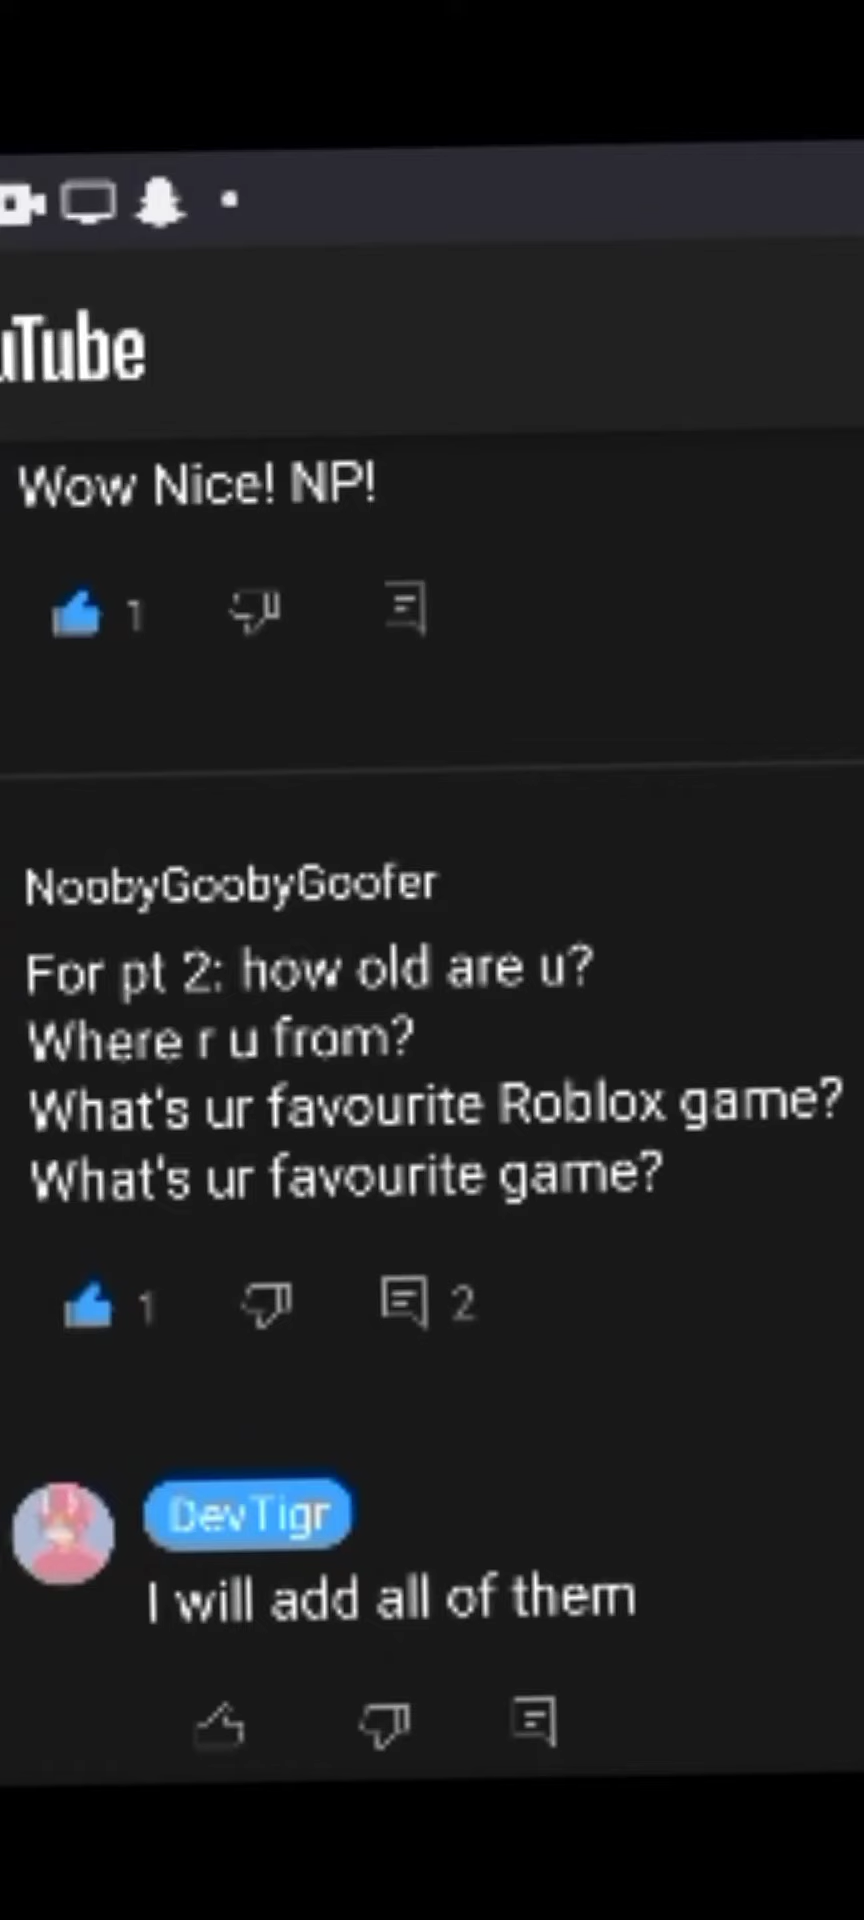 uTube
Wow Nice! NP!
1
NoobyGoobyGoofer
For pt 2: how old are u?
Where r u from?
What's ur favourite Roblox game?
What's ur favourite game?
1
2
DevTigr
I will add all of them